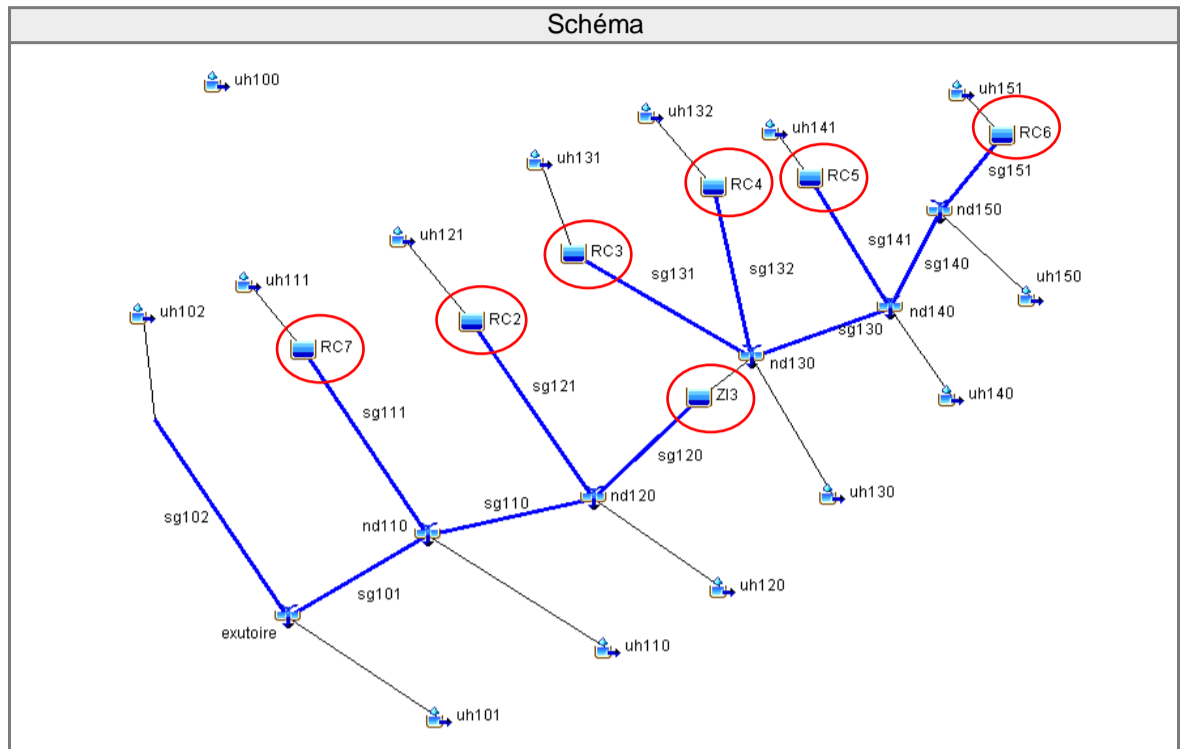 Schéma
uh100
uh151
uh132
uh141
RC6
uh131
sg151
RC4
RC5
nd150
uh121
sg141
RC3
sg140
sg131
sg132
uh150
uh111
uh102
RC2
nd140
sg130
RC7
nd130
sg121
ZI3
uh140
sg111
sg120
uh130
nd120
sg110
sg102
nd110
uh120
sg101
exutoire
uh110
uh101